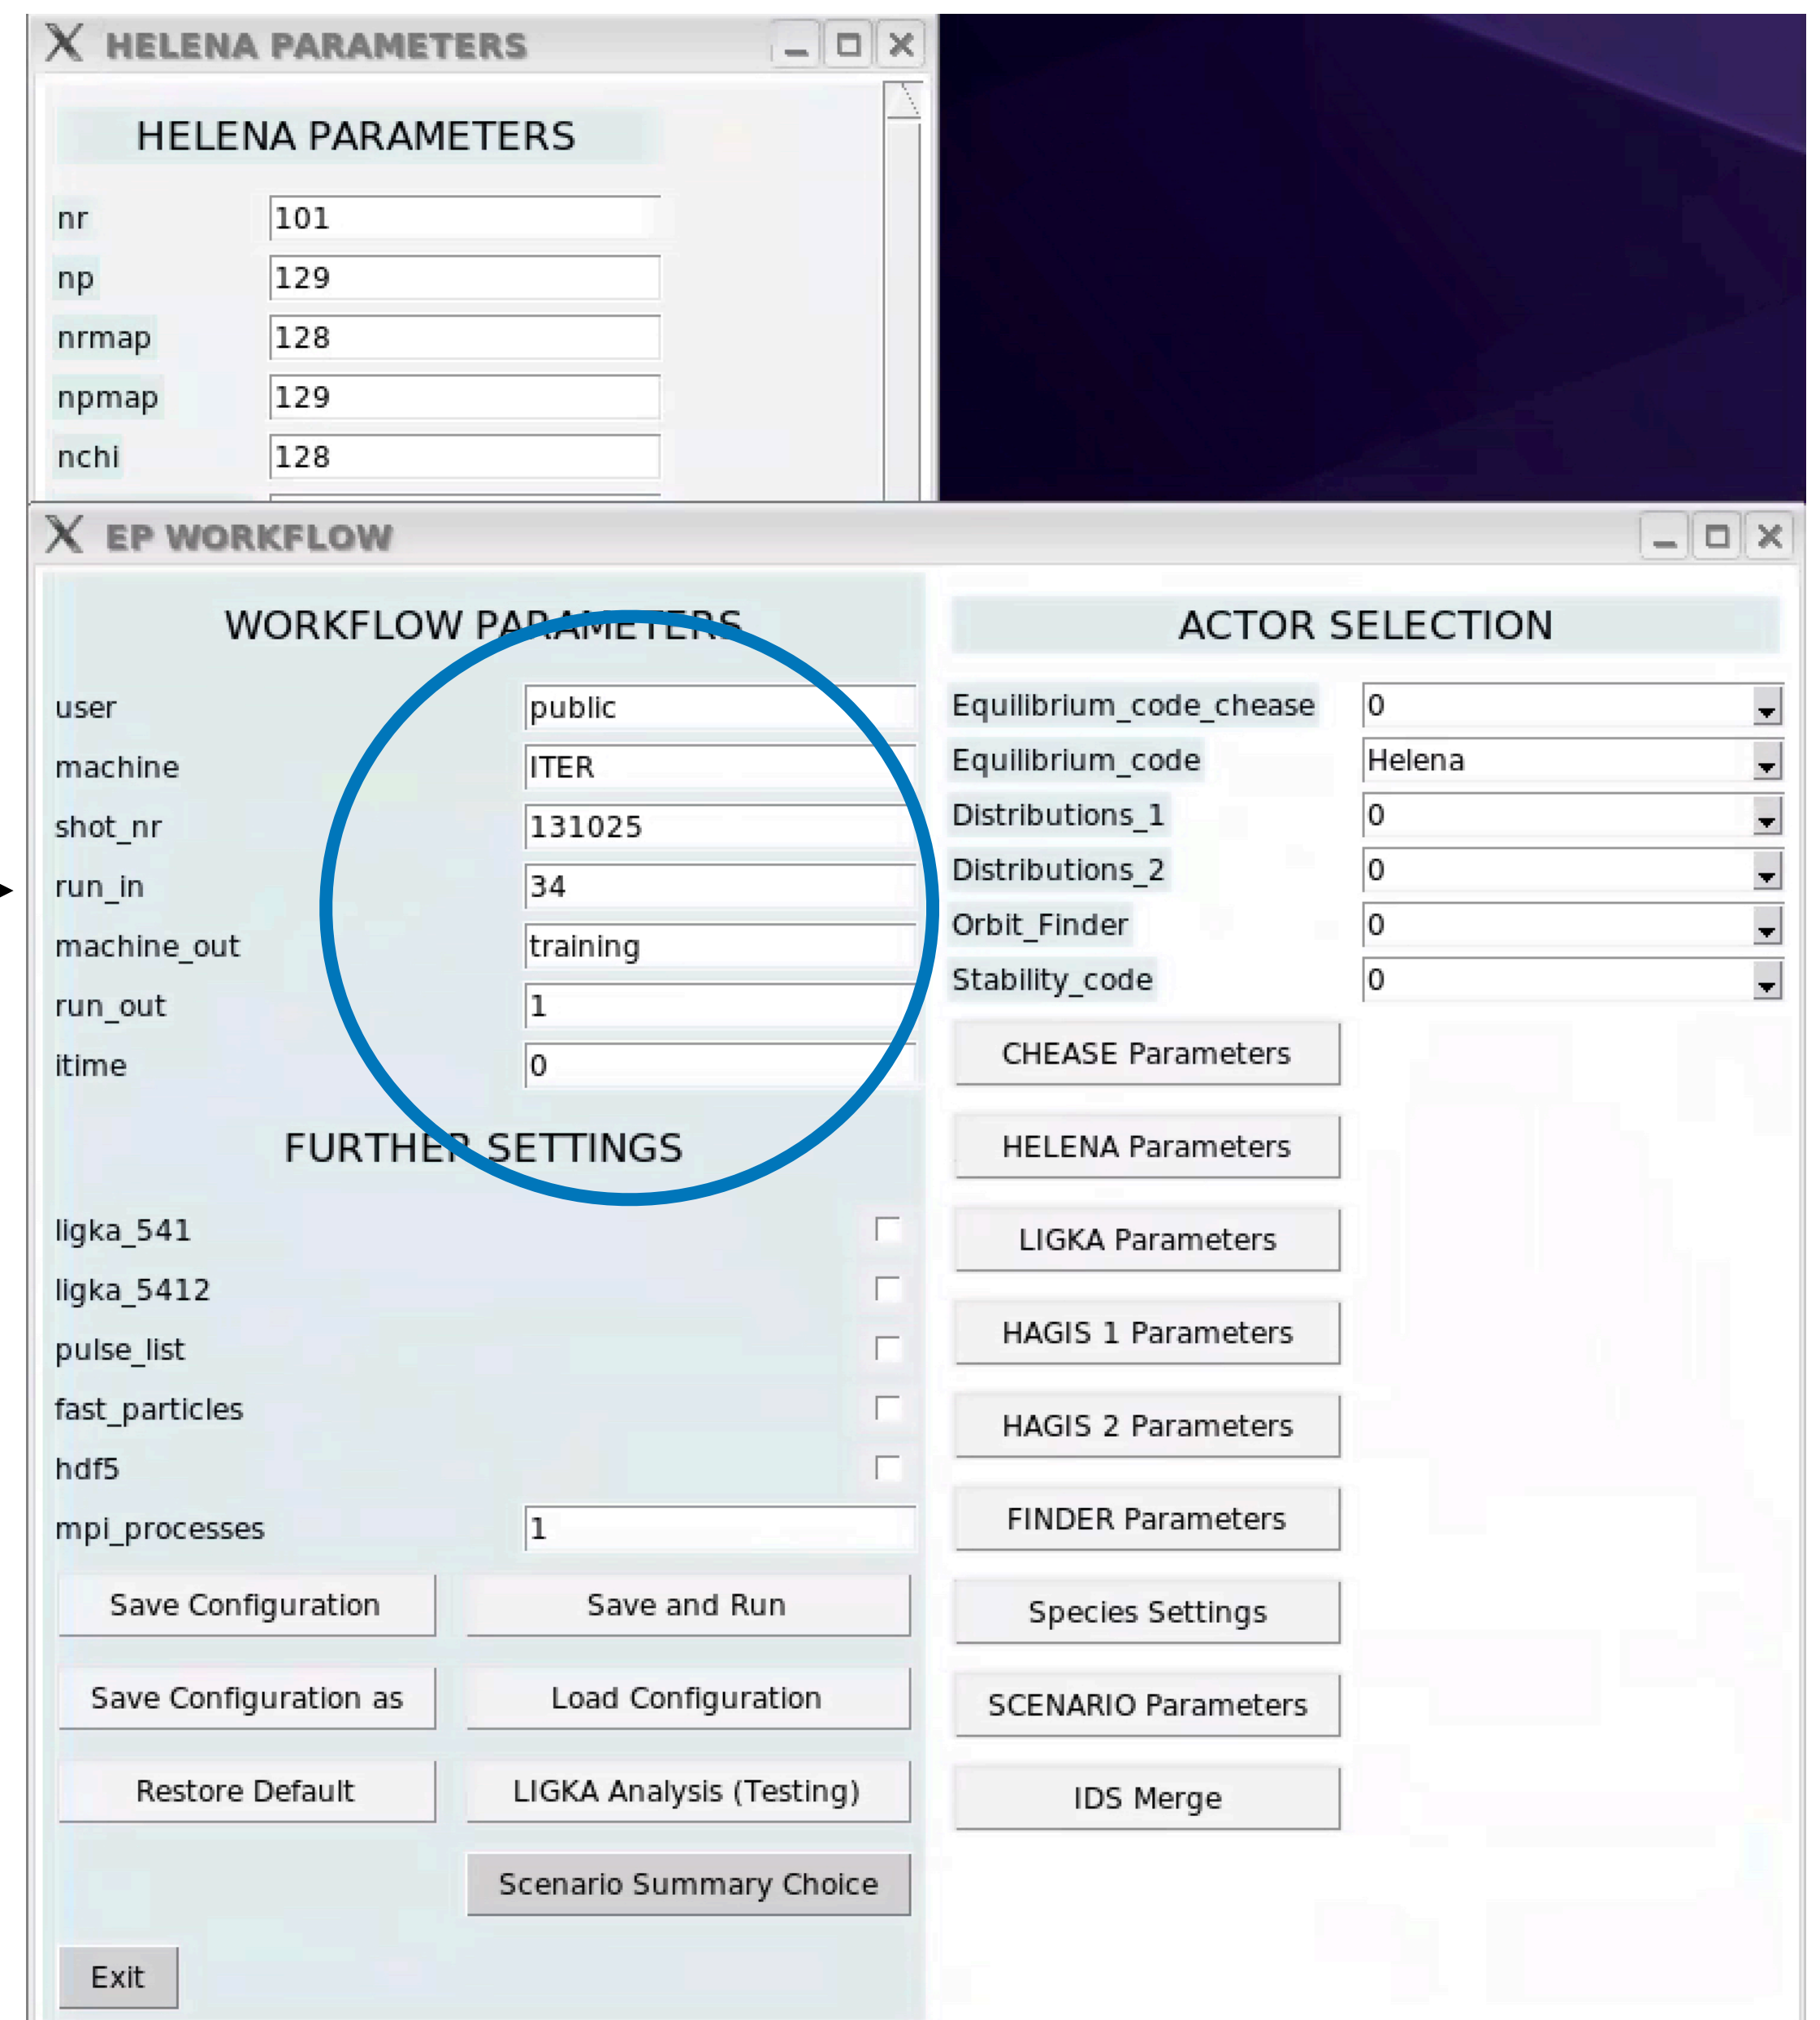 HELENA PARAMETERS
HELENA PARAMETERS
nr 101
np 129
nrmap 128
npmap 129
nchi 128
EP WORKFLOW
WORKFLOW PARAMETERS
user public
machine ITER
shot_nr 131025
run_in 34
machine_out training
run_out 1
itime 0
FURTHER SETTINGS
ligka_541
ligka_5412
pulse_list
fast_particles
hdf5
mpi_processes 1
Save Configuration Save and Run
Save Configuration as Load Configuration
Restore Default LIGKA Analysis (Testing)
Scenario Summary Choice
Exit
ACTOR SELECTION
Equilibrium_code_chease 0
Equilibrium_code Helena
Distributions_1 0
Distributions_2 0
Orbit_Finder 0
Stability_code 0
CHEASE Parameters
HELENA Parameters
LIGKA Parameters
HAGIS 1 Parameters
HAGIS 2 Parameters
FINDER Parameters
Species Settings
SCENARIO Parameters
IDS Merge